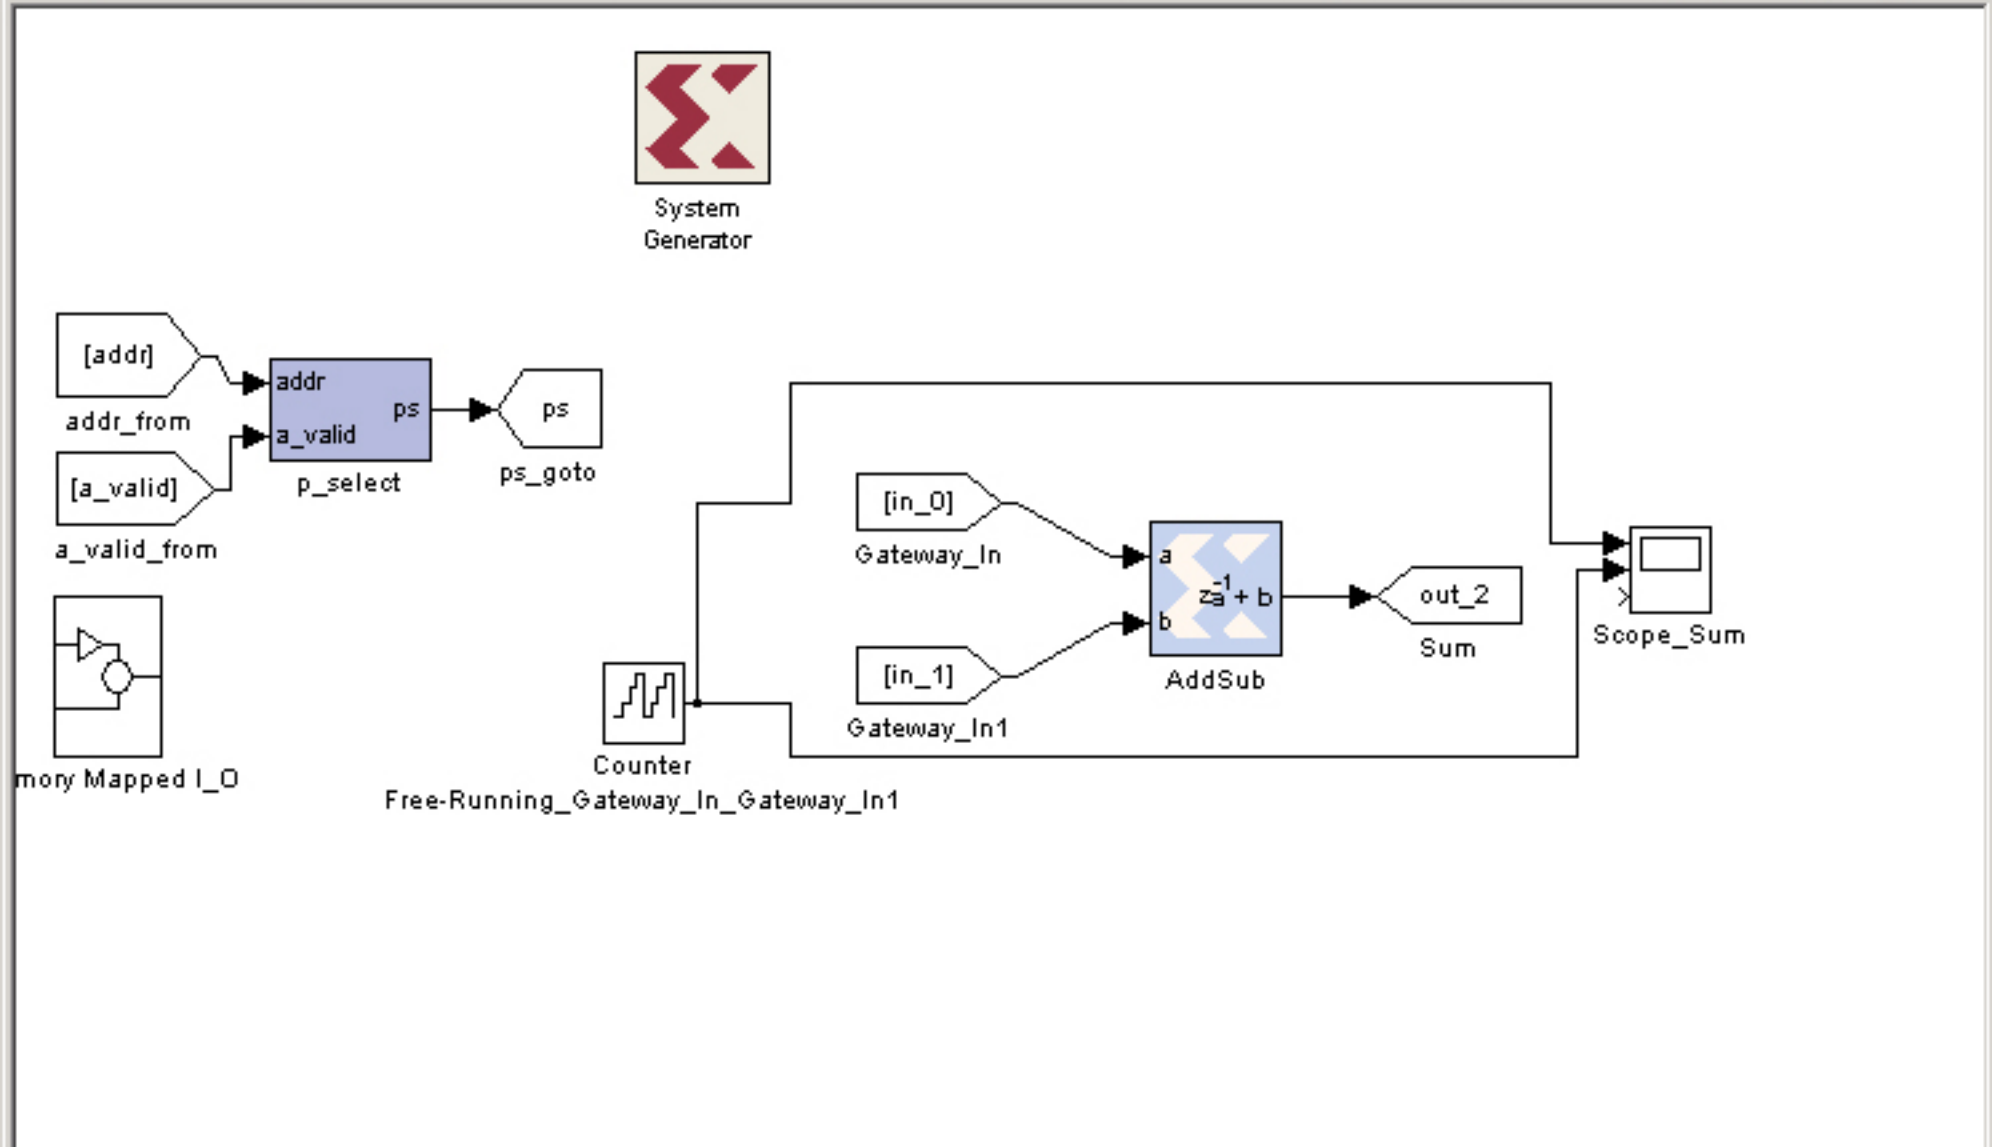 System
Generator
[addr]
addr_from
addr
a_valid
ps
p_select
ps
ps_goto
[a_valid]
a_valid_from
mory Mapped I_O
Counter
Free-Running_Gateway_In_Gateway_In1
[in_0]
Gateway_In
[in_1]
Gateway_In1
a
b
z-1
a + b
AddSub
out_2
Sum
Scope_Sum